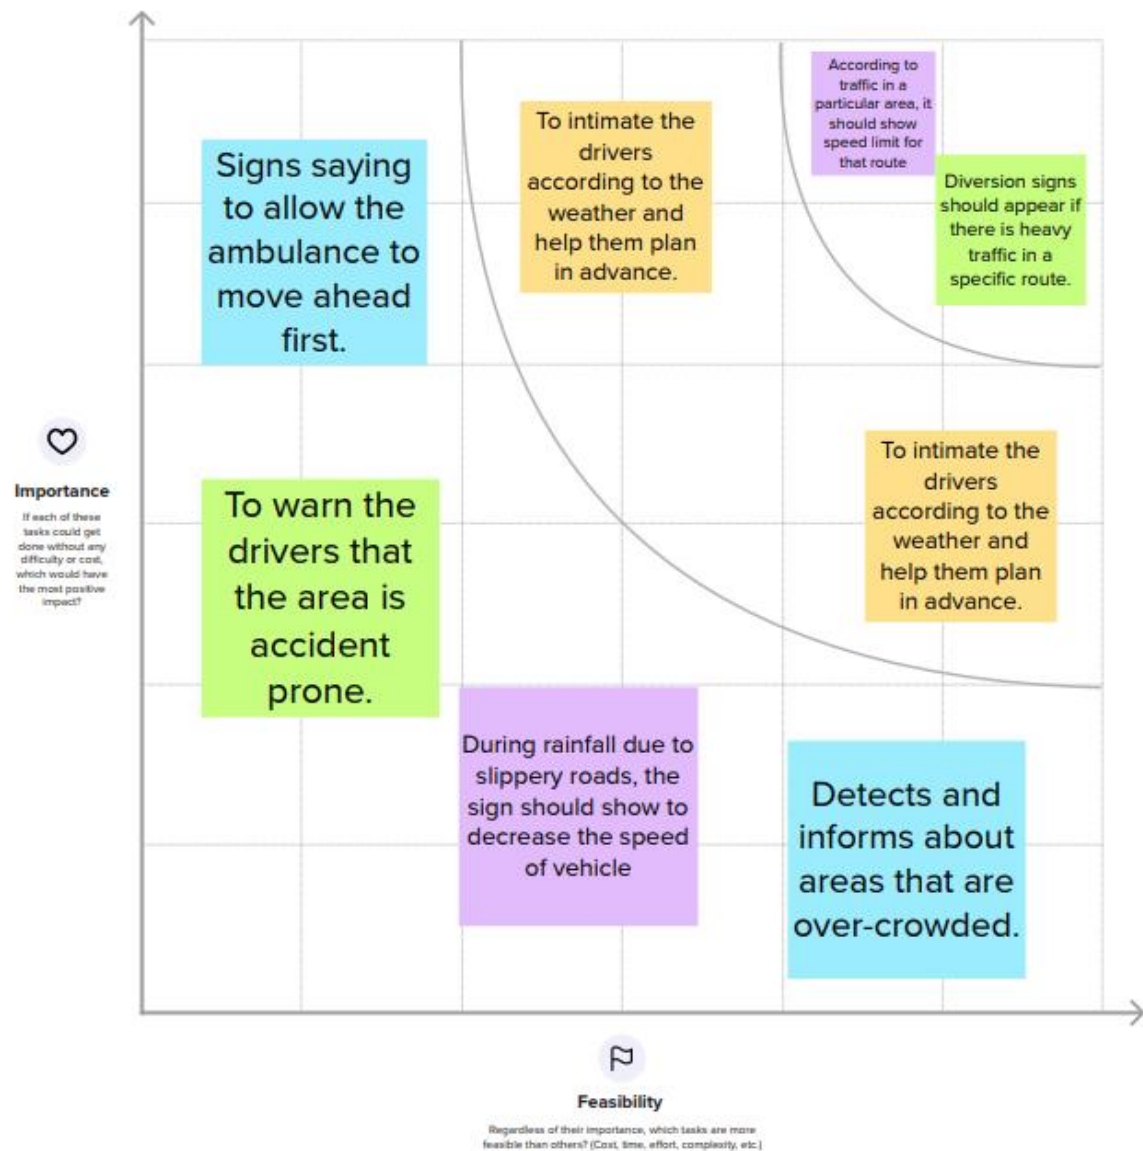 According to
traffic in a
particular area, it
should show
speed limit for
that route
To intimate the
drivers
according to the
weather and
help them plan
in advance.
Signs saying
to allow the
ambulance to
move ahead
first.
Diversion signs
should appear if
there is heavy
traffic in a
specific route.
Importance
If each of these
tasks could get
done without any
difficulty or cost,
which would have
the most positive
impact?
To intimate the
drivers
according to the
weather and
help them plan
in advance.
To warn the
drivers that
the area is
accident
prone.
During rainfall due to
slippery roads, the
sign should show to
decrease the speed
of vehicle
Detects and
informs about
areas that are
over-crowded.
Feasibility
Regardless of their importance, which tasks are more
feasible than others? (Cost, time, effort, complexity, etc.)